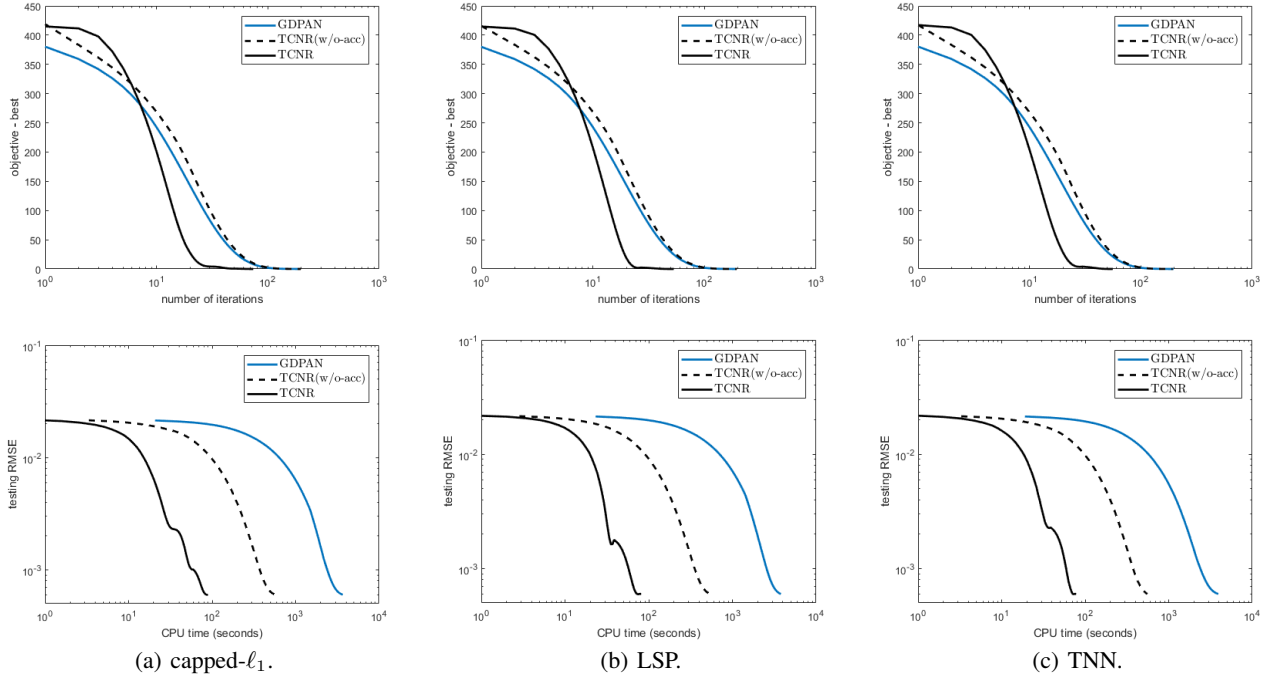 450
400
350
300
250
200
150
100
50
0
objective - best
GDPAN
TCNR(w/o-acc)
TCNR
10^0
10^1
10^2
10^3
number of iterations
450
400
350
300
250
200
150
100
50
0
objective - best
GDPAN
TCNR(w/o-acc)
TCNR
10^0
10^1
10^2
10^3
number of iterations
450
400
350
300
250
200
150
100
50
0
objective - best
GDPAN
TCNR(w/o-acc)
TCNR
10^0
10^1
10^2
10^3
number of iterations
10^-1
10^-2
10^-3
testing RMSE
GDPAN
TCNR(w/o-acc)
TCNR
10^0
10^1
10^2
10^3
10^4
CPU time (seconds)
10^-1
10^-2
10^-3
testing RMSE
GDPAN
TCNR(w/o-acc)
TCNR
10^0
10^1
10^2
10^3
10^4
CPU time (seconds)
10^-1
10^-2
10^-3
testing RMSE
GDPAN
TCNR(w/o-acc)
TCNR
10^0
10^1
10^2
10^3
10^4
CPU time (seconds)
(a) capped-ℓ₁.
(b) LSP.
(c) TNN.